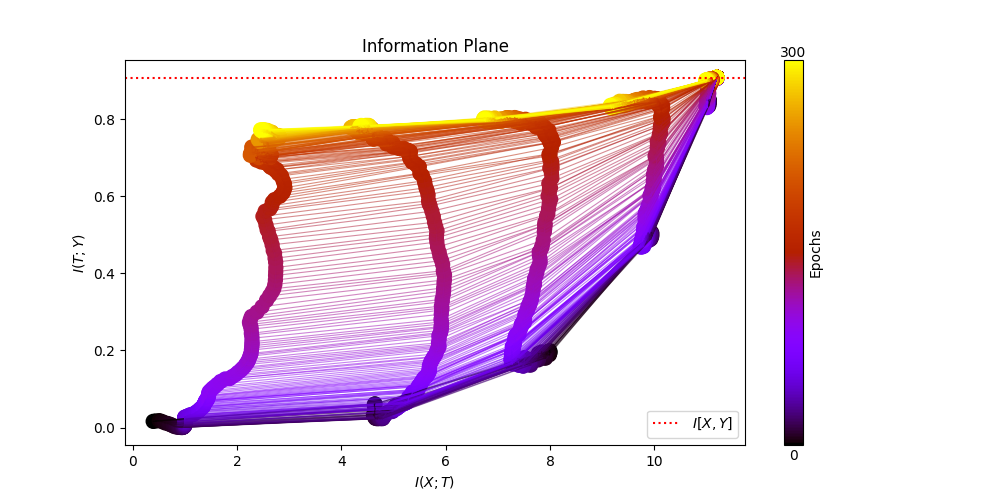 Information Plane
300
0.8
0.6
0.4
0.2
0.0
I(T; Y)
Epochs
I[X, Y]
0 2 4 6 8 10
0
I(X; T)